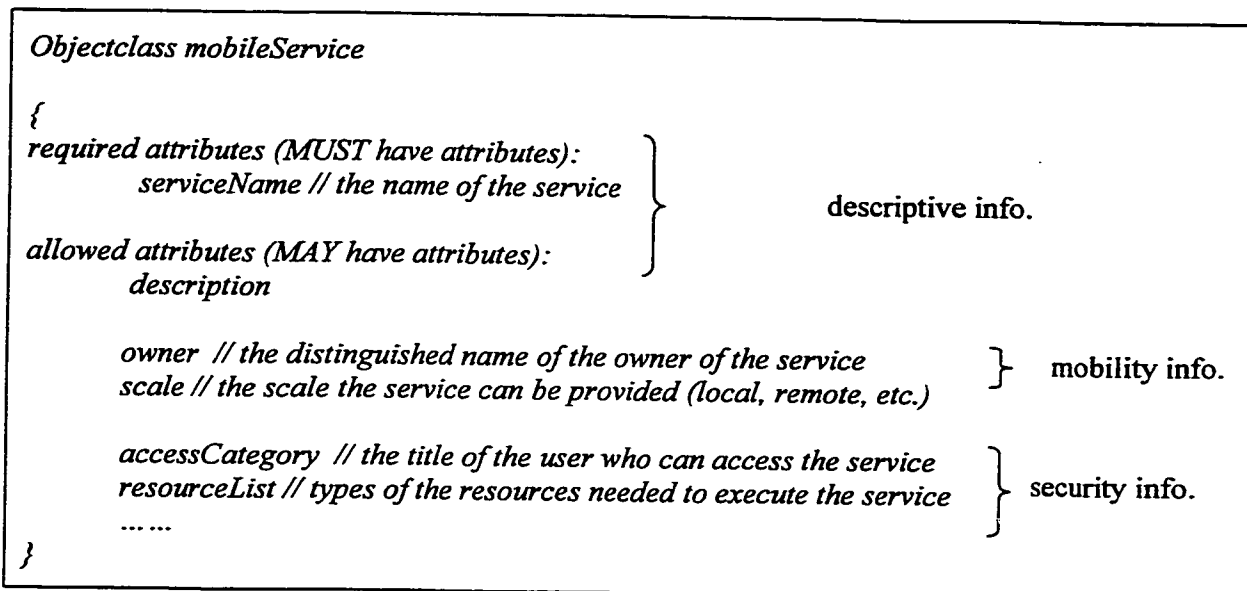 Objectclass mobileService
{
required attributes (MUST have attributes):
serviceName // the name of the service
descriptive info.
allowed attributes (MAY have attributes):
description
owner // the distinguished name of the owner of the service
mobility info.
scale // the scale the service can be provided (local, remote, etc.)
accessCategory // the title of the user who can access the service
resourceList // types of the resources needed to execute the service
security info.
... ...
}